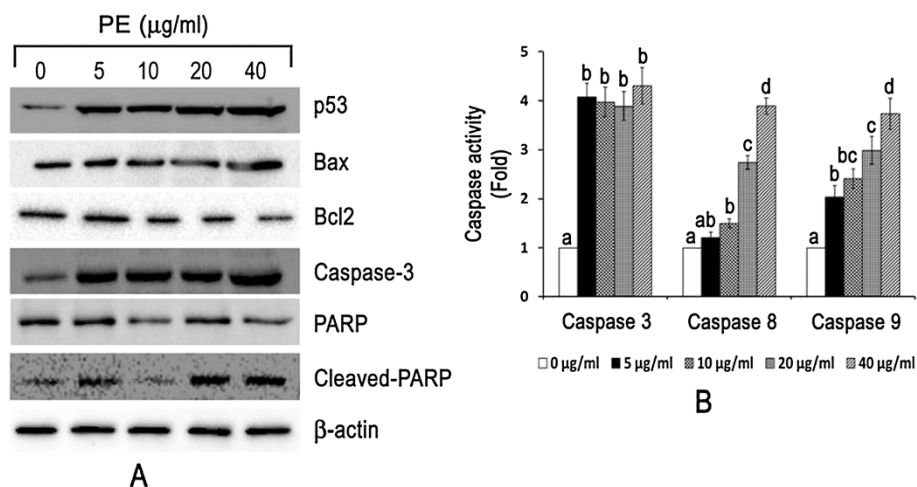 PE (μg/ml)
0 5 10 20 40
p53
Bax
Bcl2
Caspase-3
PARP
Cleaved-PARP
β-actin
A
Caspase activity
(Fold)
5
4
3
2
1
0
a b b b b
a ab b c d
a b bc c d
Caspase 3 Caspase 8 Caspase 9
0 μg/ml 5 μg/ml 10 μg/ml 20 μg/ml 40 μg/ml
B